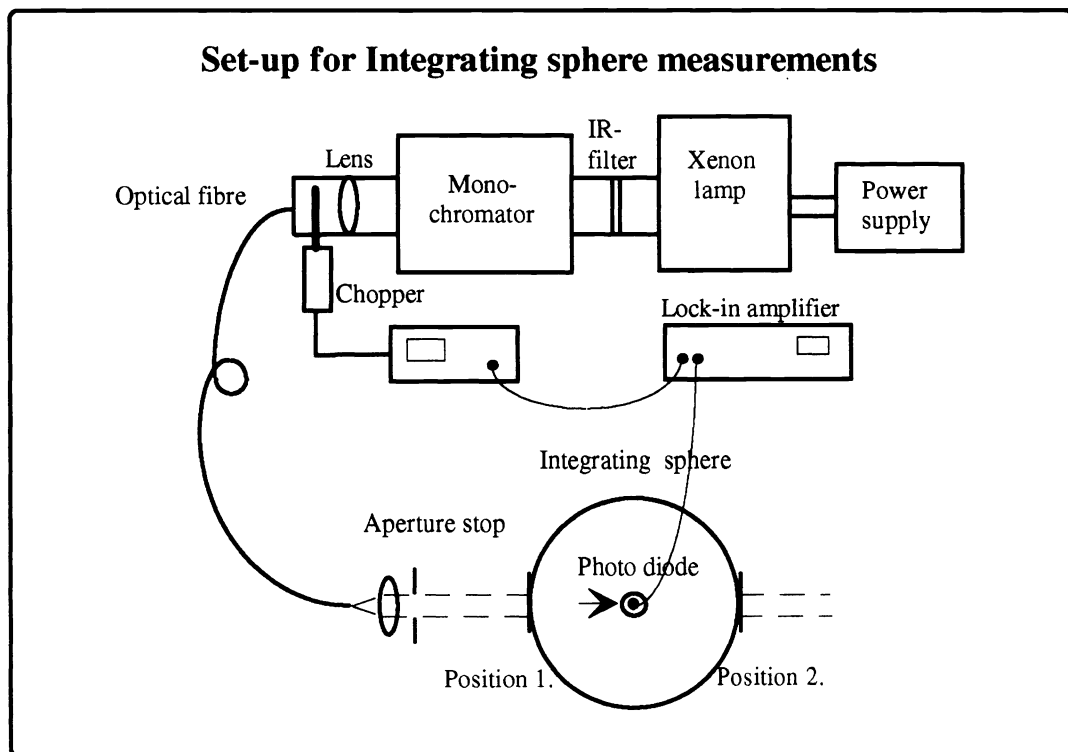 Set-up for Integrating sphere measurements
Optical fibre
Lens
Mono-
chromator
IR-
filter
Xenon
lamp
Power
supply
Chopper
Lock-in amplifier
Integrating sphere
Aperture stop
Photo diode
Position 1.
Position 2.